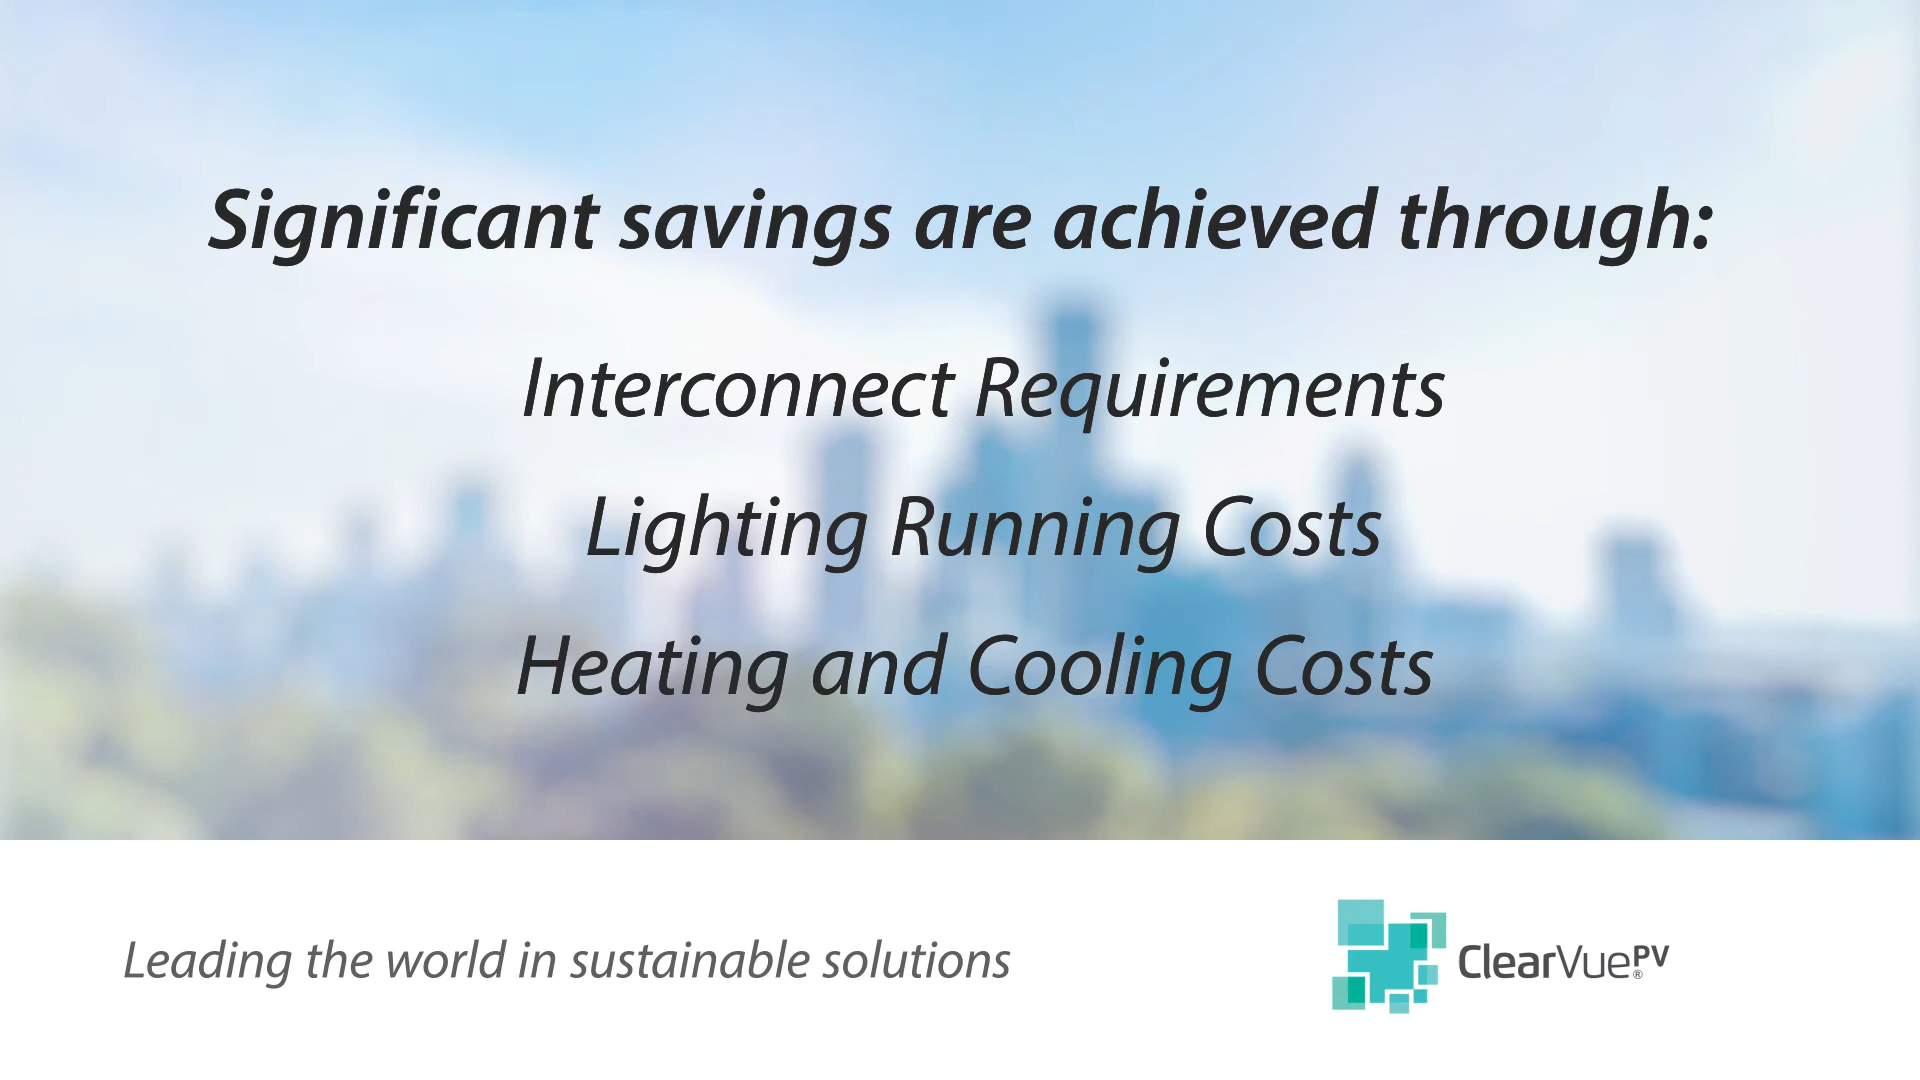 Significant savings are achieved through:
Interconnect Requirements
Lighting Running Costs
Heating and Cooling Costs
Leading the world in sustainable solutions
ClearVuePV®